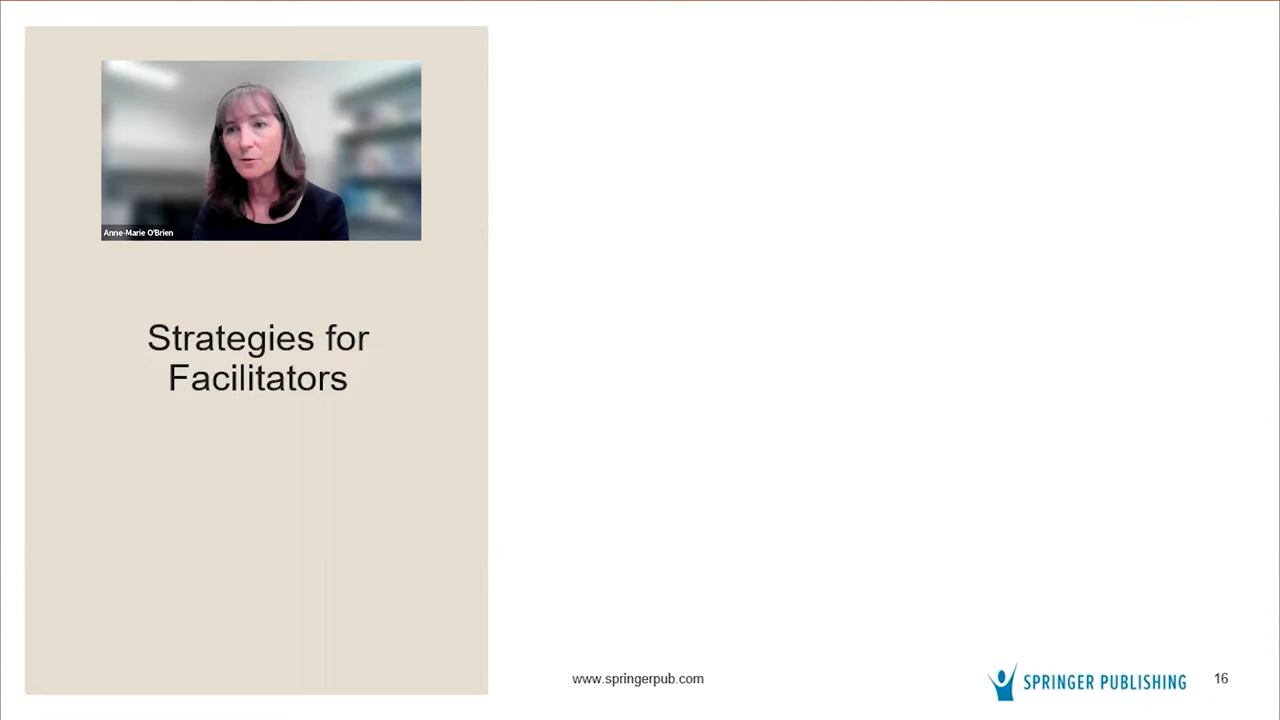 Anne-Marie O'Brien
Strategies for
Facilitators
www.springerpub.com
SPRINGER PUBLISHING
16